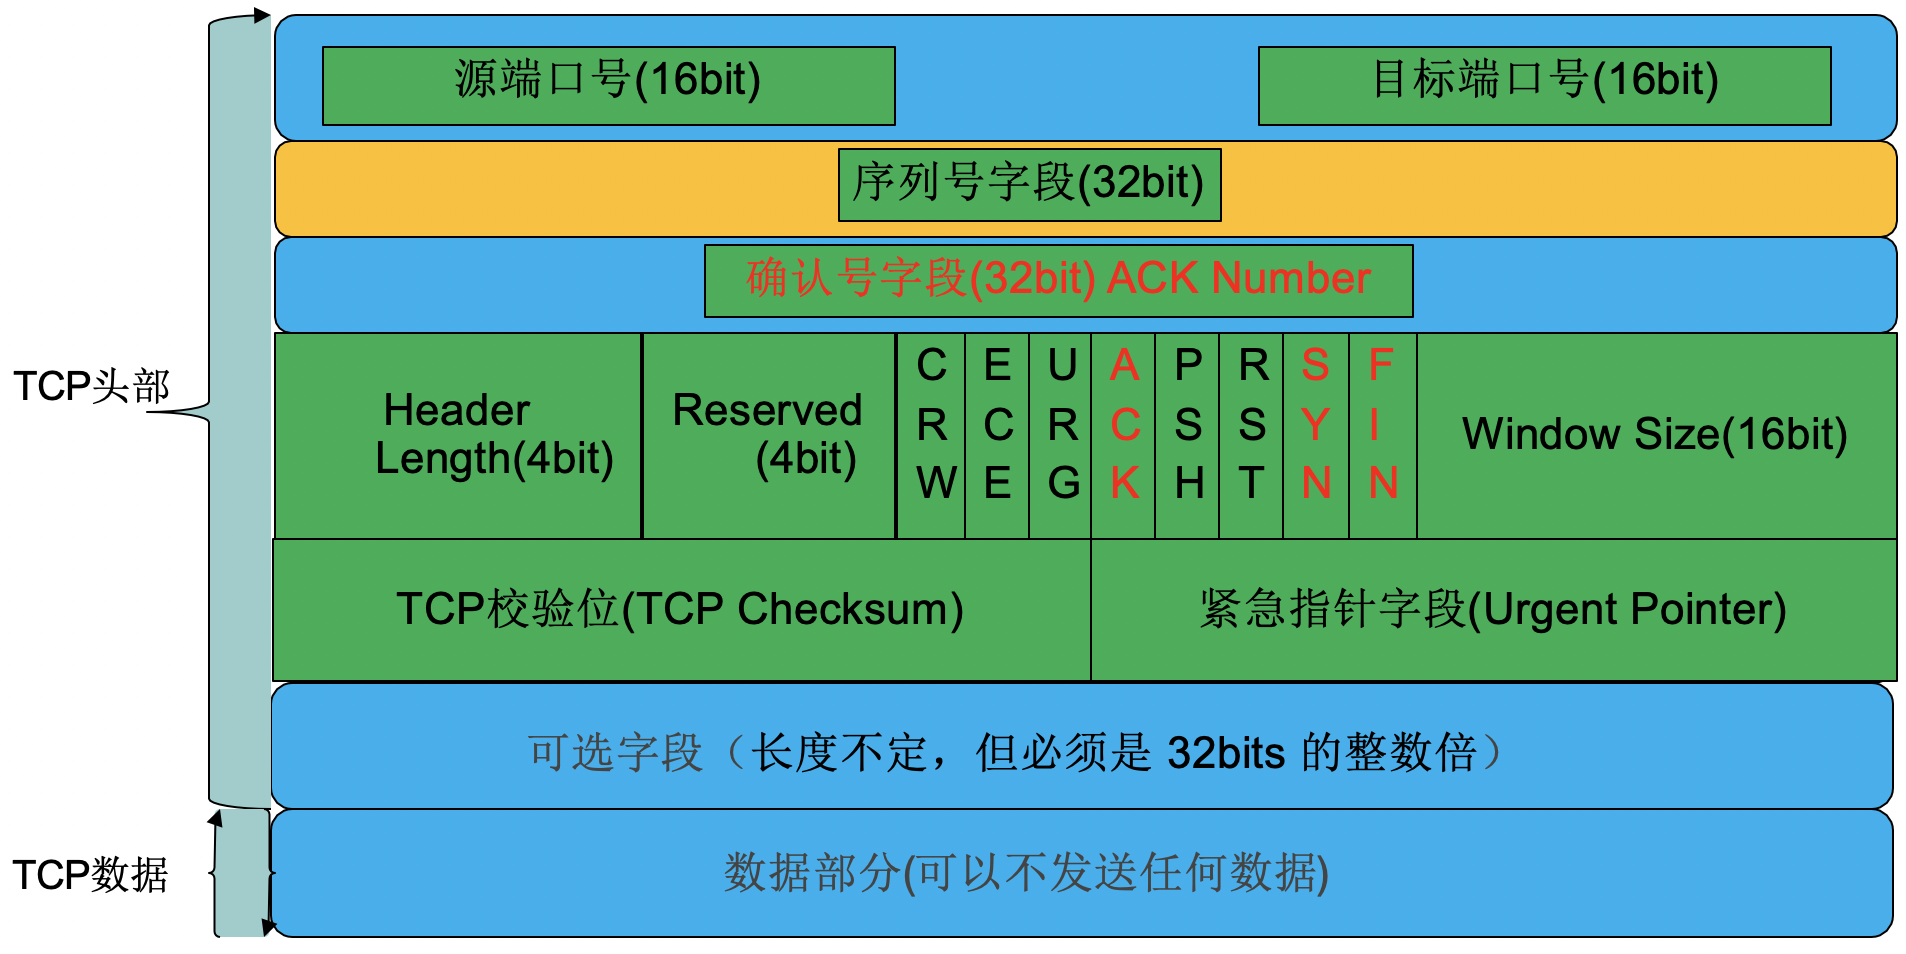 源端口号(16bit)
目标端口号(16bit)
序列号字段(32bit)
确认号字段(32bit) ACK Number
TCP头部
Header
Length(4bit)
Reserved
(4bit)
CRW
ECE
URG
ACK
PSH
RST
SYN
FIN
Window Size(16bit)
TCP校验位(TCP Checksum)
紧急指针字段(Urgent Pointer)
可选字段（长度不定，但必须是 32bits 的整数倍）
TCP数据
数据部分(可以不发送任何数据)